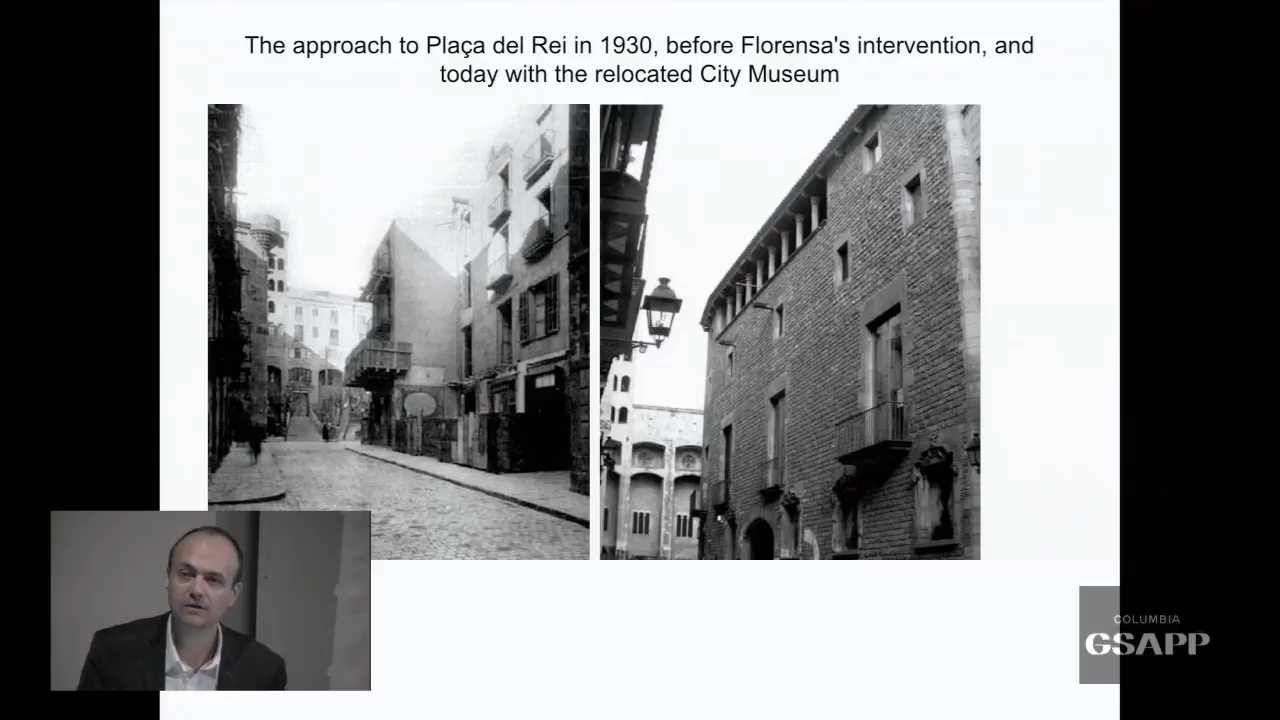 The approach to Plaça del Rei in 1930, before Florensa's intervention, and
today with the relocated City Museum
COLUMBIA
GSAPP